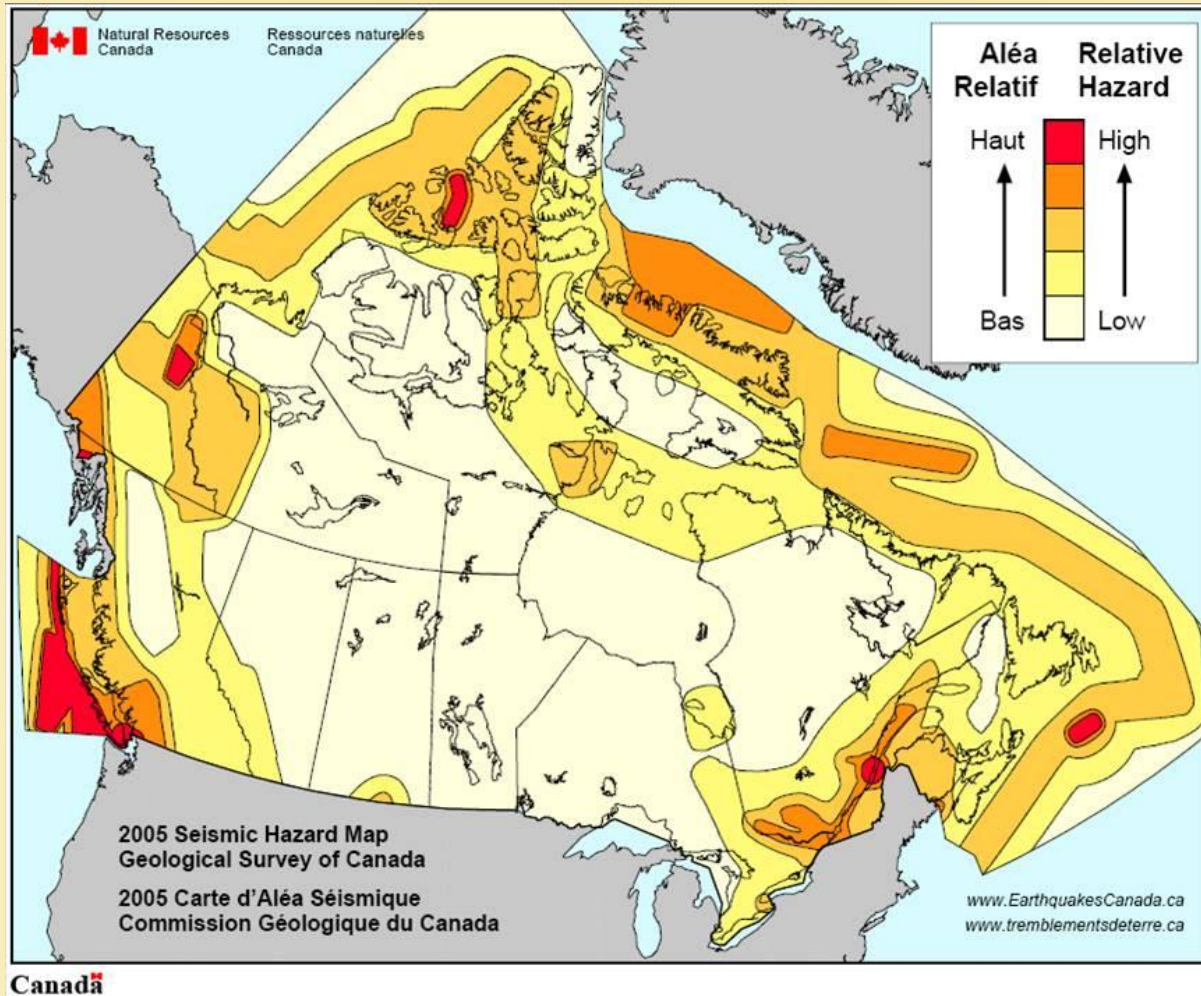 Natural Resources
Canada
Ressources naturelles
Canada
Aléa
Relatif
Relative
Hazard
Haut
High
Bas
Low
2005 Seismic Hazard Map
Geological Survey of Canada
2005 Carte d'Aléa Séismique
Commission Géologique du Canada
www.EarthquakesCanada.ca
www.tremblementsdeterre.ca
Canada